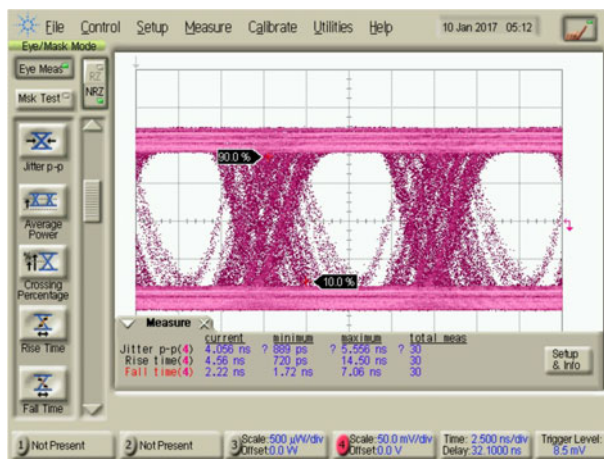 File Control Setup Measure Calibrate Utilities Help 10 Jan 2017 05:12
Eye/Mask Mode
Eye Meas
RZ
NRZ
Msk Test
Jitter p-p
Average
Power
Crossing
Percentage
Rise Time
Fall Time
90.0 %
10.0 %
Measure
current minimum maximum total meas
Jitter p-p(4) 4.056 ns ? 889 ps ? 5.556 ns ? 30
Rise time(4) 4.56 ns 720 ps 14.50 ns 30
Fall time(4) 2.22 ns 1.72 ns 7.06 ns 30
Setup
& Info
1) Not Present
2) Not Present
3) Scale:500 µW/div
Offset:0.0 W
4) Scale:50.0 mV/div
Offset:0.0 V
Time: 2.500 ns/div
Delay:32.1000 ns
Trigger Level:
8.5 mV